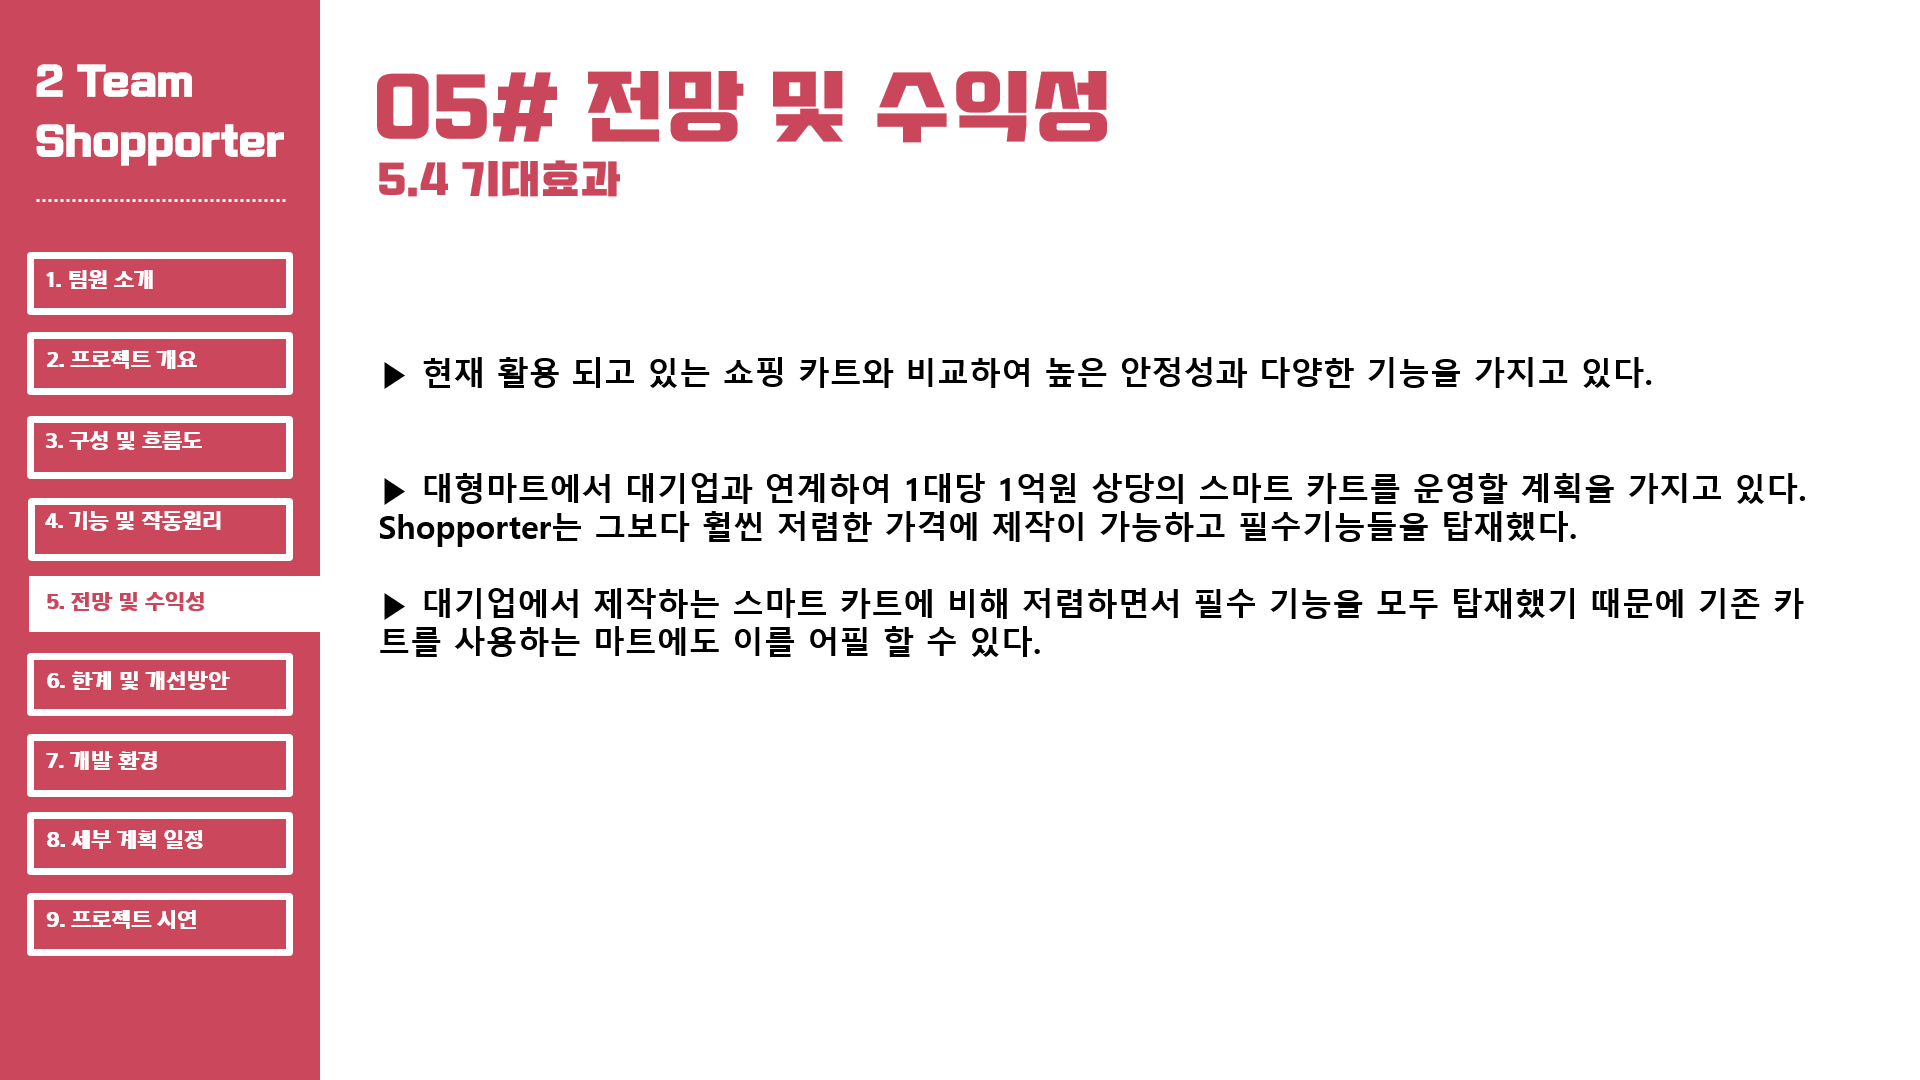 2 Team
Shopporter
1. 팀원 소개
2. 프로젝트 개요
3. 구성 및 흐름도
4. 기능 및 작동원리
5. 전망 및 수익성
6. 한계 및 개선방안
7. 개발 환경
8. 세부 계획 일정
9. 프로젝트 시연
05# 전망 및 수익성
5.4 기대효과
▶ 현재 활용 되고 있는 쇼핑 카트와 비교하여 높은 안정성과 다양한 기능을 가지고 있다.
▶ 대형마트에서 대기업과 연계하여 1대당 1억원 상당의 스마트 카트를 운영할 계획을 가지고 있다.
Shopporter는 그보다 훨씬 저렴한 가격에 제작이 가능하고 필수기능들을 탑재했다.
▶ 대기업에서 제작하는 스마트 카트에 비해 저렴하면서 필수 기능을 모두 탑재했기 때문에 기존 카
트를 사용하는 마트에도 이를 어필 할 수 있다.